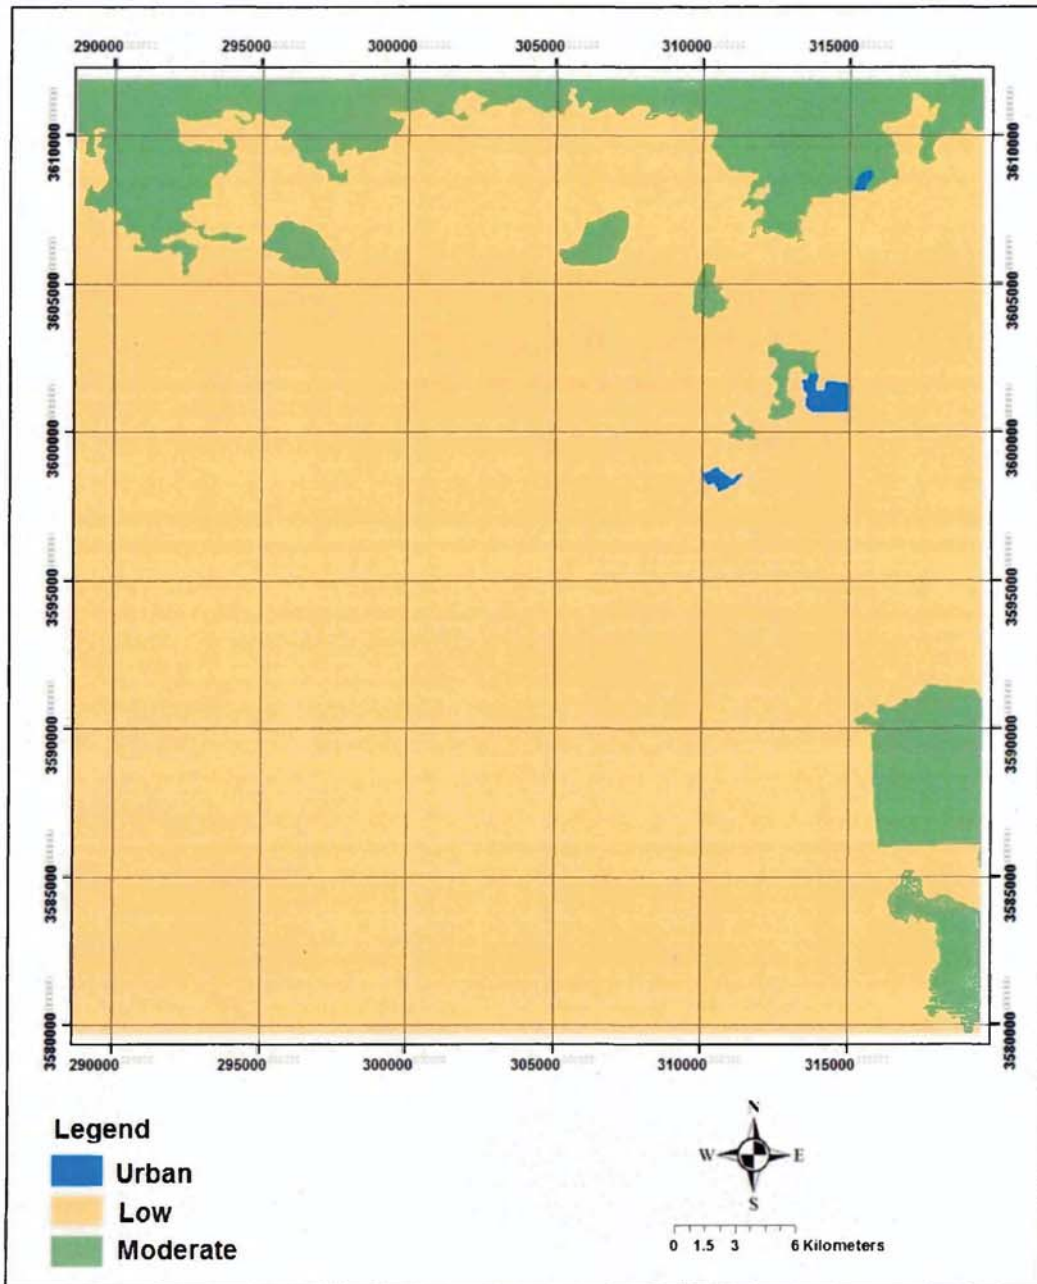 290000 295000 300000 305000 310000 315000
3610000 3610000
3605000 3605000
3600000 3600000
3595000 3595000
3590000 3590000
3585000 3585000
3580000 3580000
290000 295000 300000 305000 310000 315000
Legend
Urban
Low
Moderate
N
W E
S
0 1.5 3 6 Kilometers